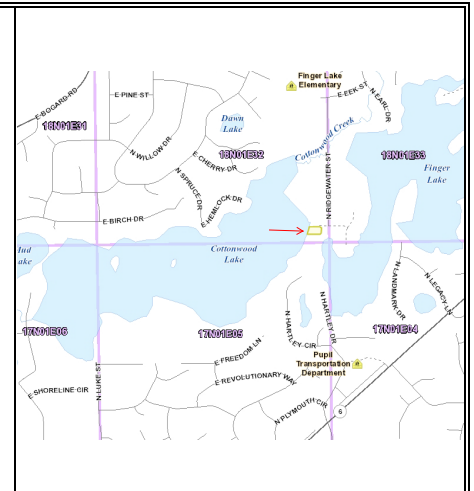 Finger Lake
Elementary
E BOGARD RD
E PINE ST
E EEK ST
N EARL DR
18N01E31
Dawn
Lake
Cottonwood Creek
N WILLOW DR
E CHERRY DR
18N01E32
18N01E33
N RIDGEWATER ST
Finger
Lake
N SPRUCE DR
E HEMLOCK DR
E BIRCH DR
Cottonwood
Lake
lud
ake
N LANDMARK DR
N LEGACY LN
17N01E06
17N01E05
N HARTLEY DR
17N01E04
N HARTLEY CIR
E FREEDOM LN
Pupil
Transportation
Department
E REVOLUTIONARY WAY
E SHORELINE CIR
N LUKE ST
N PLYMOUTH CIR
6